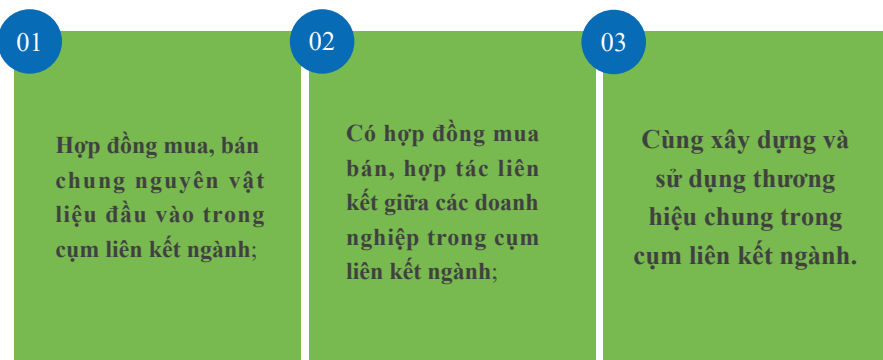 01
Hợp đồng mua, bán
chung nguyên vật
liệu đầu vào trong
cụm liên kết ngành;
02
Có hợp đồng mua
bán, hợp tác liên
kết giữa các doanh
nghiệp trong cụm
liên kết ngành;
03
Cùng xây dựng và
sử dụng thương
hiệu chung trong
cụm liên kết ngành.